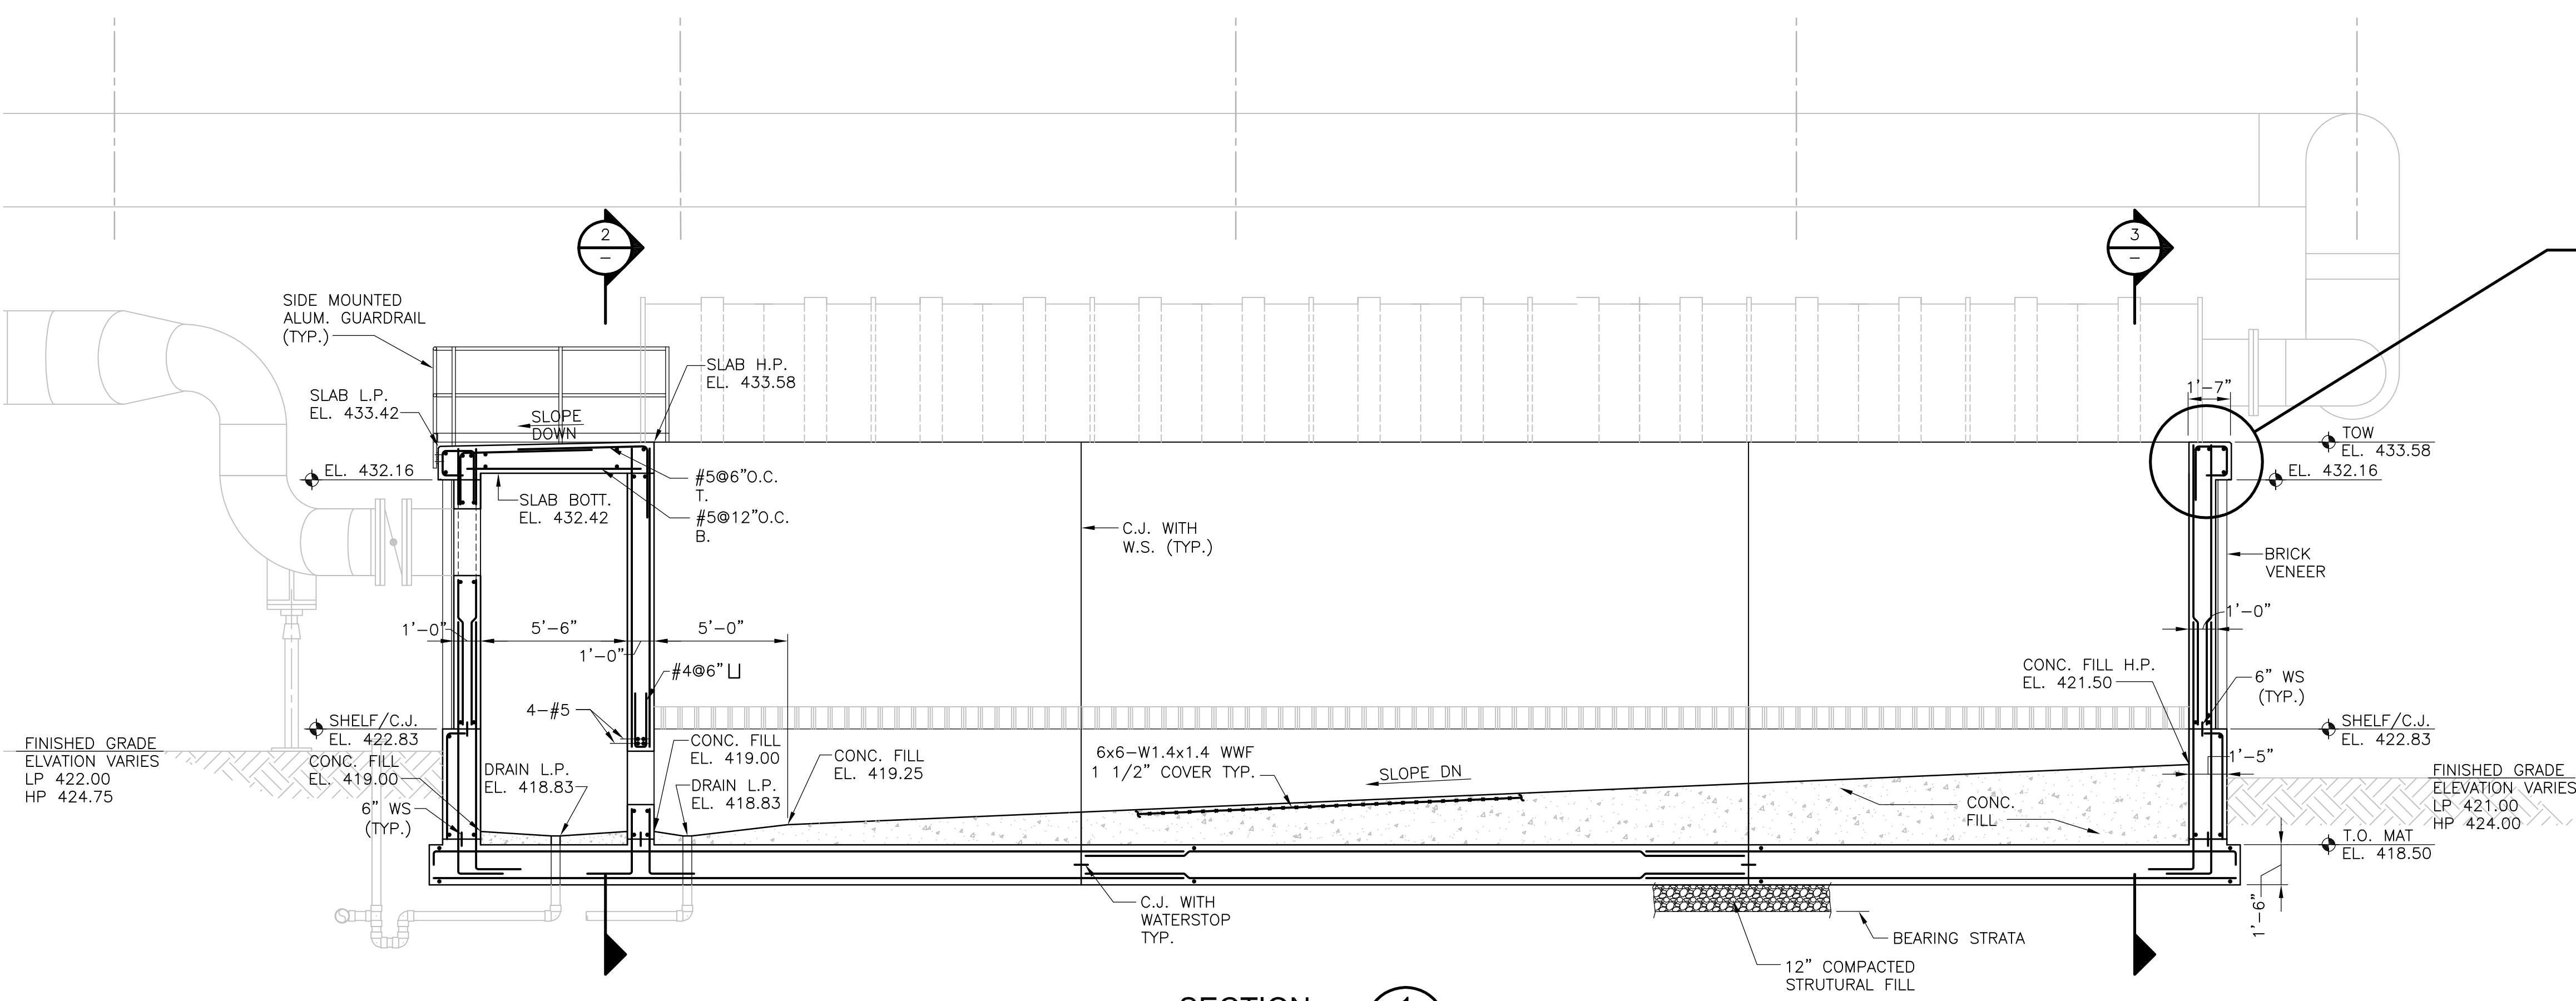 2
–
3
–
SIDE MOUNTED
ALUM. GUARDRAIL
(TYP.)
SLAB H.P.
EL. 433.58
SLAB L.P.
EL. 433.42
SLOPE
DOWN
1'-7"
TOW
EL. 433.58
EL. 432.16
EL. 432.16
#5@6"O.C.
T.
#5@12"O.C.
B.
SLAB BOTT.
EL. 432.42
C.J. WITH
W.S. (TYP.)
BRICK
VENEER
1'-0"
5'-6"
1'-0"
5'-0"
1'-0"
#4@6"
4-#5
CONC. FILL H.P.
EL. 421.50
6" WS
(TYP.)
SHELF/C.J.
EL. 422.83
SHELF/C.J.
EL. 422.83
FINISHED GRADE
ELVATION VARIES
LP 422.00
HP 424.75
CONC. FILL
EL. 419.00
6" WS
(TYP.)
DRAIN L.P.
EL. 418.83
CONC. FILL
EL. 419.00
DRAIN L.P.
EL. 418.83
CONC. FILL
EL. 419.25
6x6-W1.4x1.4 WWF
1 1/2" COVER TYP.
SLOPE DN
1'-5"
CONC.
FILL
FINISHED GRADE
ELEVATION VARIES
LP 421.00
HP 424.00
T.O. MAT
EL. 418.50
1'-6"
C.J. WITH
WATERSTOP
TYP.
BEARING STRATA
12" COMPACTED
STRUTURAL FILL
SECTION
1